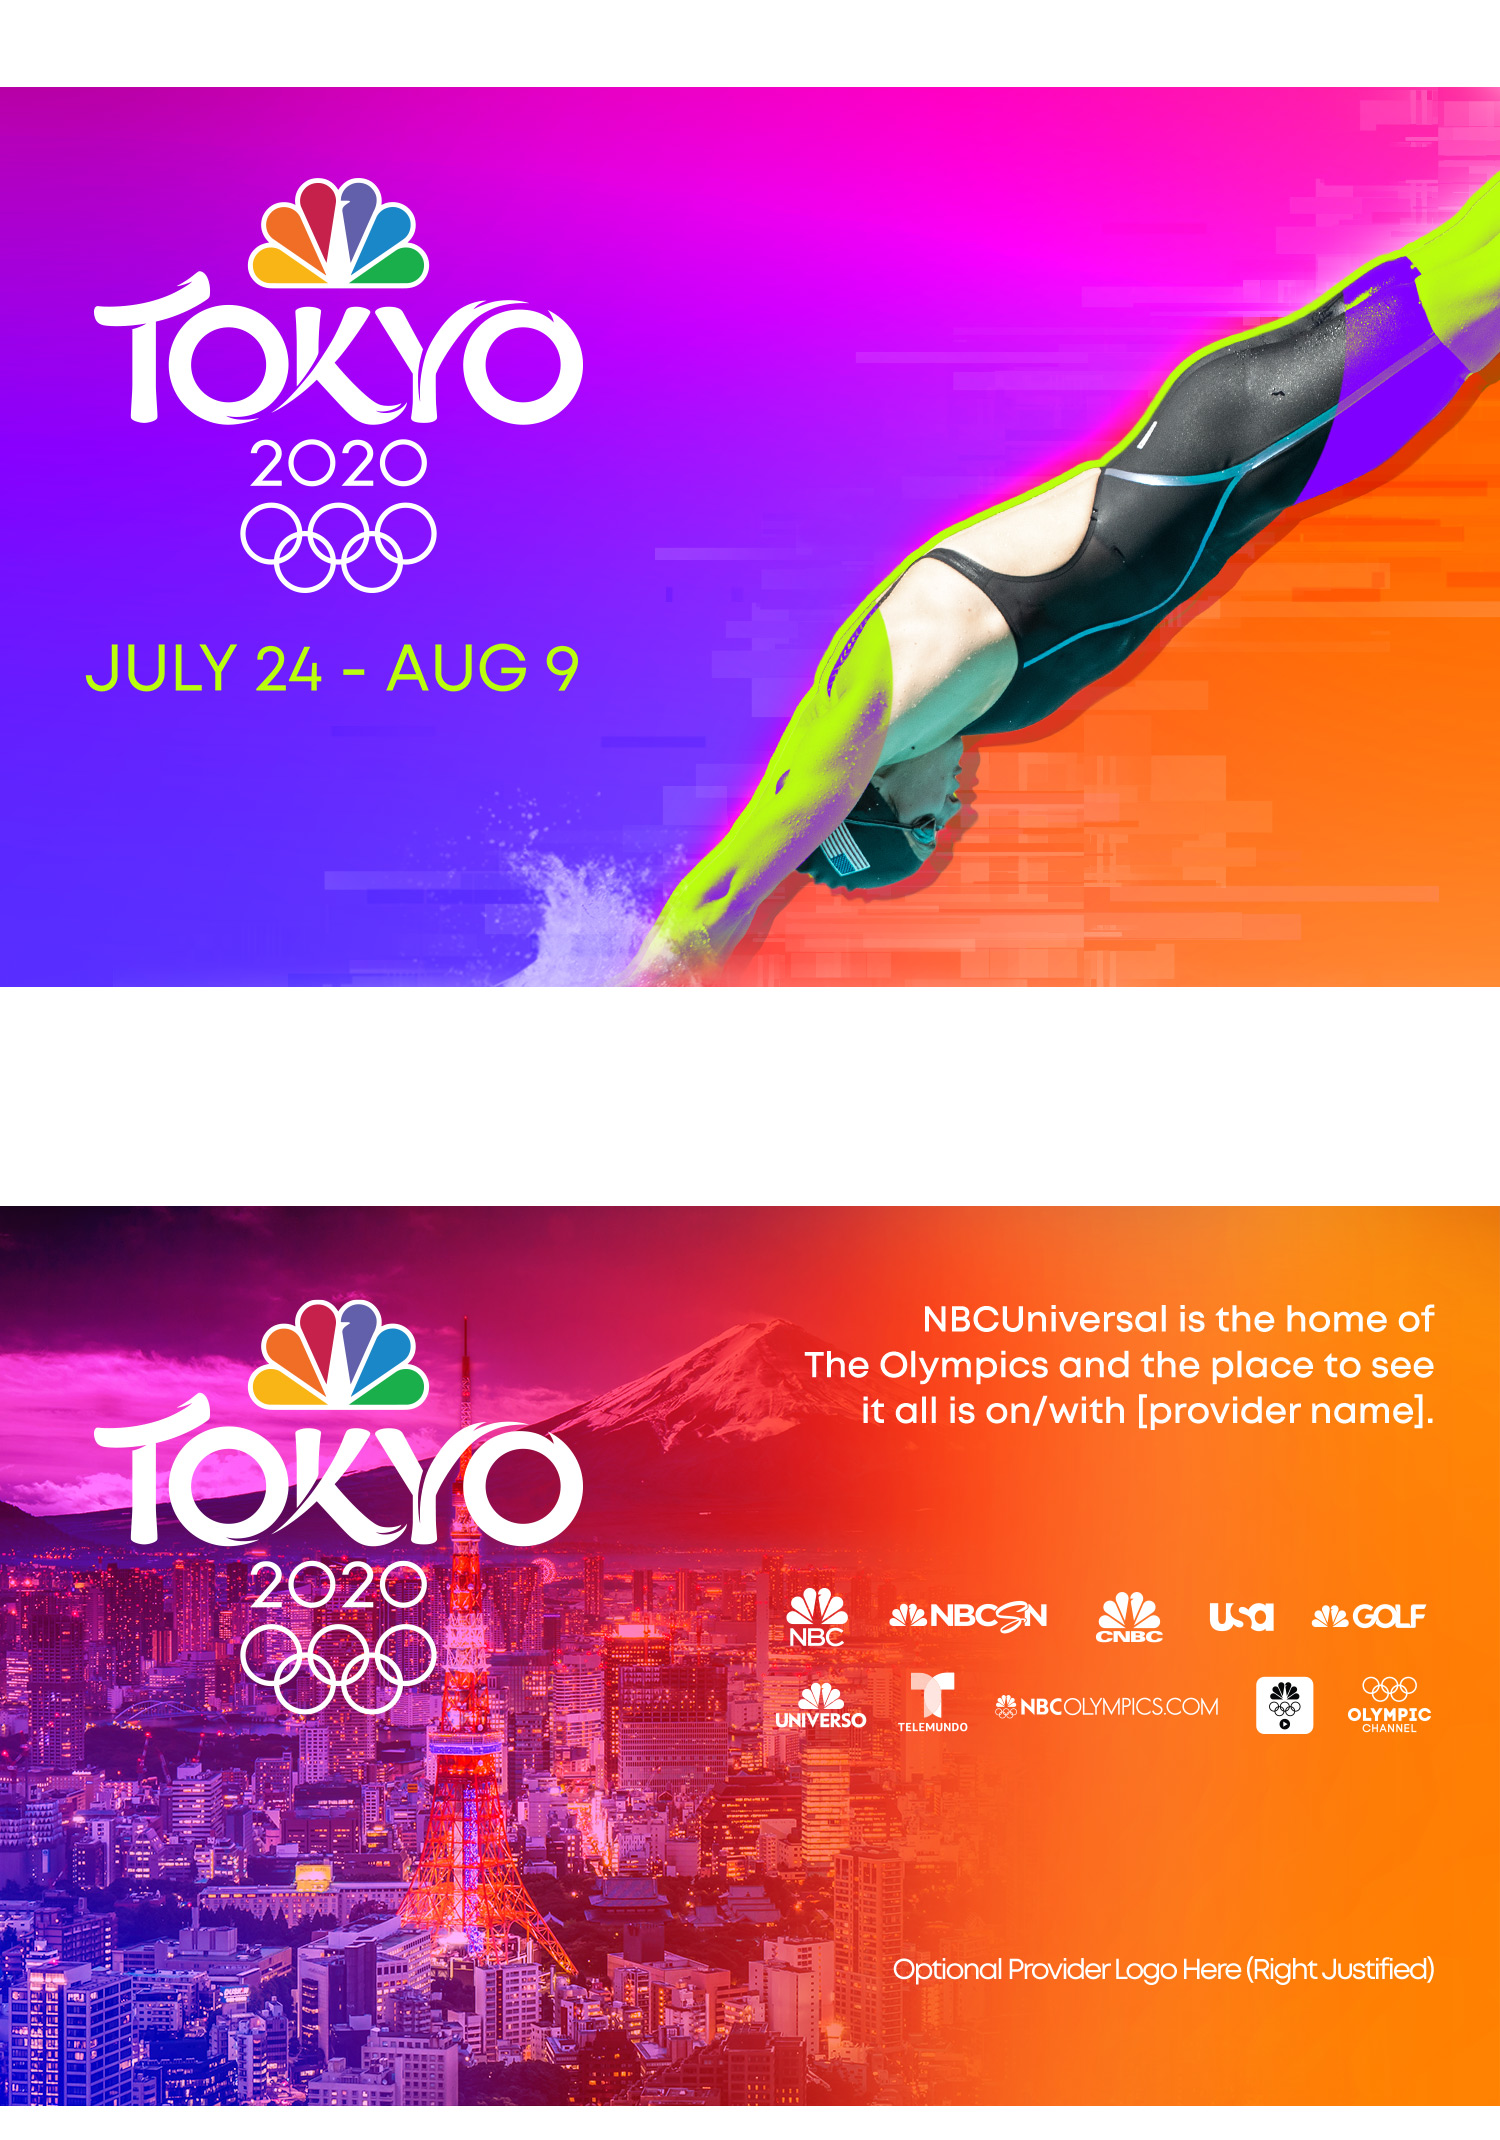 TOKYO
2020
JULY 24 - AUG 9
TOKYO
2020
NBCUniversal is the home of
The Olympics and the place to see
it all is on/with [provider name].
NBC NBCSN CNBC usa GOLF
UNIVERSO TELEMUNDO NBCOLYMPICS.COM OLYMPIC CHANNEL
Optional Provider Logo Here (Right Justified)